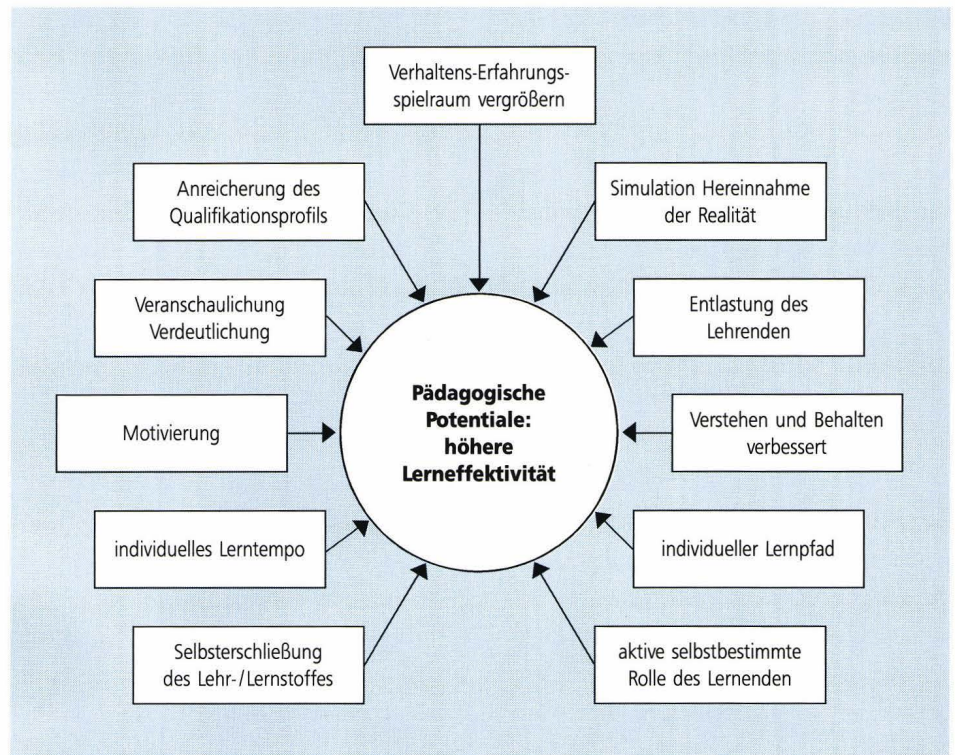 Verhaltens-Erfahrungs-
spielraum vergrößern
Anreicherung des
Qualifikationsprofils
Simulation Hereinnahme
der Realität
Veranschaulichung
Verdeutlichung
Entlastung des
Lehrenden
Pädagogische
Potentiale:
höhere
Lerneffektivität
Motivierung
Verstehen und Behalten
verbessert
individuelles Lerntempo
individueller Lernpfad
Selbsterschließung
des Lehr-/Lernstoffes
aktive selbstbestimmte
Rolle des Lernenden